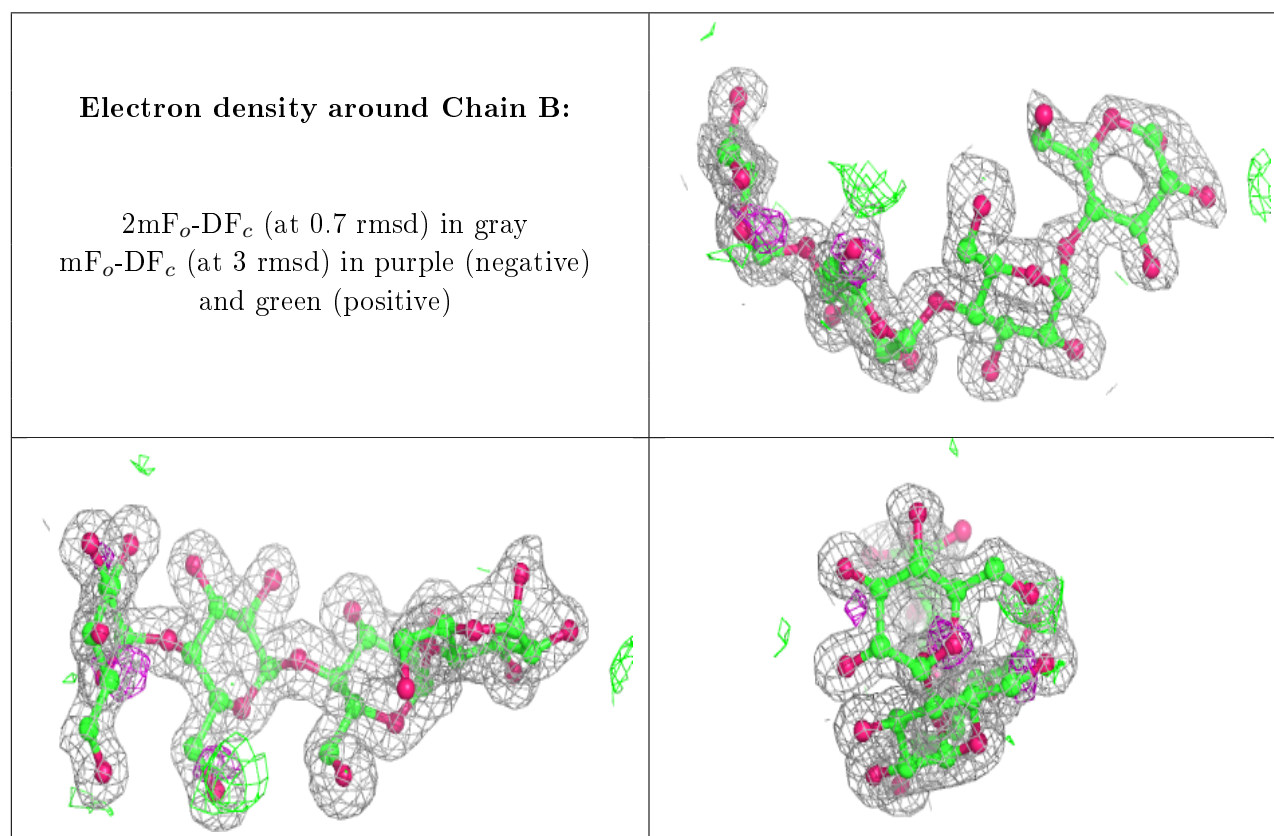 Electron density around Chain B:
2mFo-DFc (at 0.7 rmsd) in gray
mFo-DFc (at 3 rmsd) in purple (negative)
and green (positive)